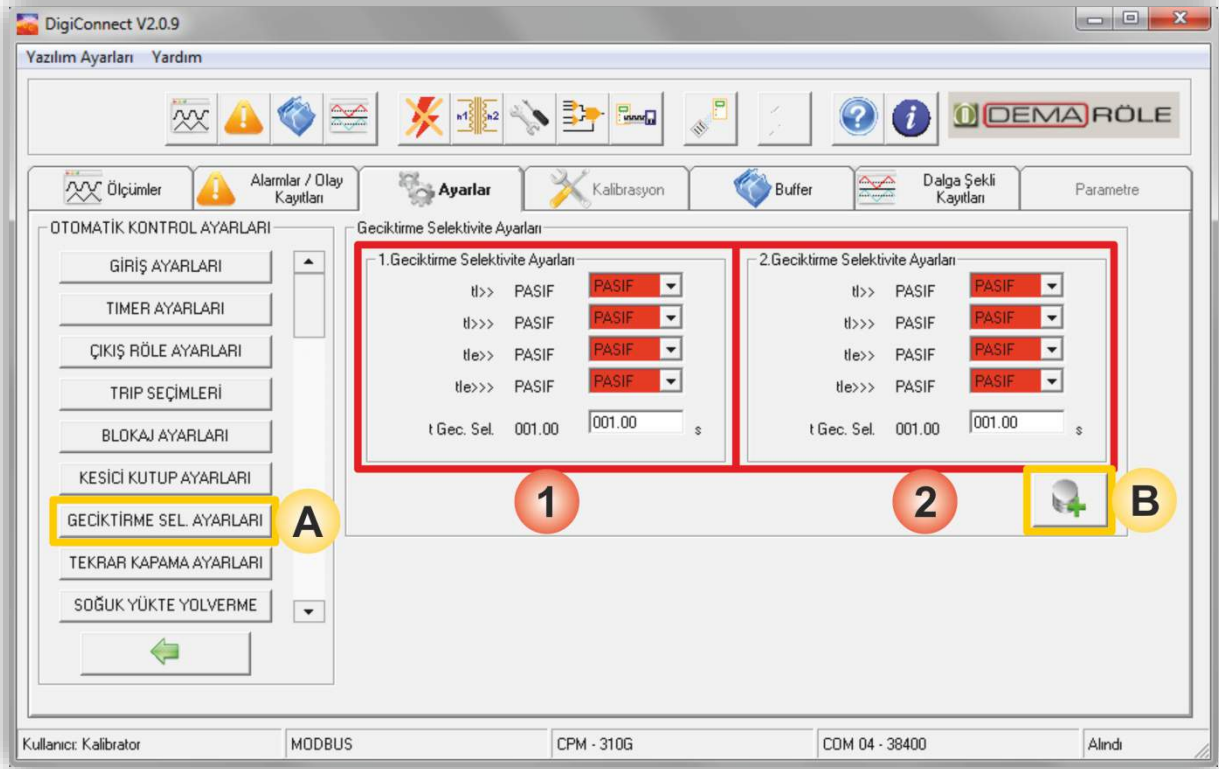 DigiConnect V2.0.9
Yazılım Ayarları Yardım
n1 n2
DEMA RÖLE
Ölçümler
Alarmlar / Olay
Kayıtları
Ayarlar
Kalibrasyon
Buffer
Dalga Şekli
Kayıtları
Parametre
OTOMATİK KONTROL AYARLARI
GİRİŞ AYARLARI
TIMER AYARLARI
ÇIKIŞ RÖLE AYARLARI
TRIP SEÇİMLERİ
BLOKAJ AYARLARI
KESİCİ KUTUP AYARLARI
GECİKTİRME SEL. AYARLARI
A
TEKRAR KAPAMA AYARLARI
SOĞUK YÜKTE YOLVERME
Geciktirme Selektivite Ayarları
1.Geciktirme Selektivite Ayarları
tI>> PASIF PASIF
tI>>> PASIF PASIF
tIe>> PASIF PASIF
tIe>>> PASIF PASIF
t Gec. Sel. 001.00 001.00 s
1
2.Geciktirme Selektivite Ayarları
tI>> PASIF PASIF
tI>>> PASIF PASIF
tIe>> PASIF PASIF
tIe>>> PASIF PASIF
t Gec. Sel. 001.00 001.00 s
2
B
Kullanıcı: Kalibrator
MODBUS
CPM - 310G
COM 04 - 38400
Alındı